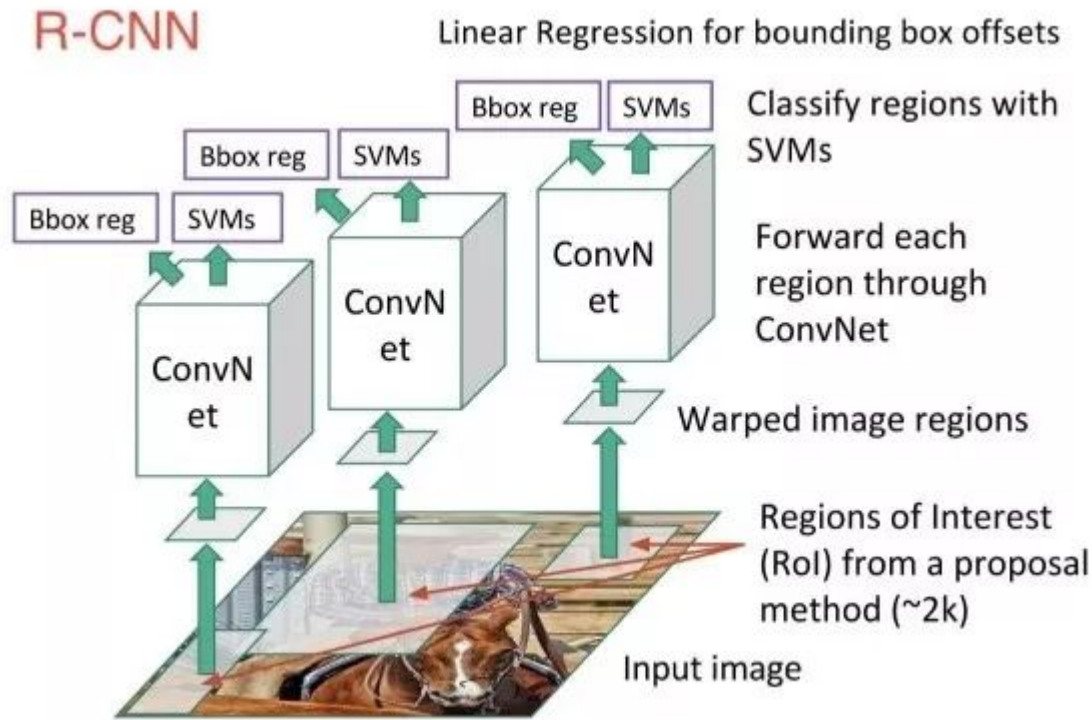 R-CNN
Linear Regression for bounding box offsets
Bbox reg
SVMs
Classify regions with
SVMs
Bbox reg
SVMs
Bbox reg
SVMs
Forward each
region through
ConvNet
ConvN
et
ConvN
et
ConvN
et
Warped image regions
Regions of Interest
(RoI) from a proposal
method (~2k)
Input image